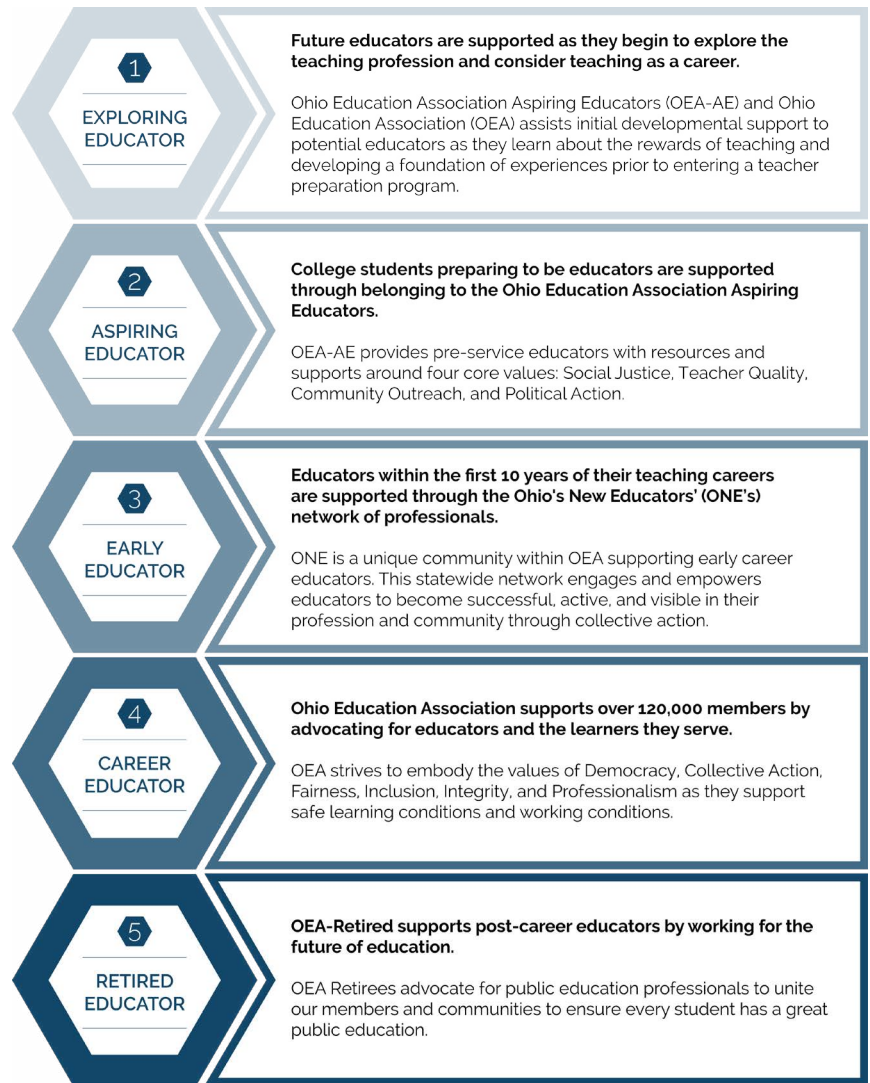 1
EXPLORING
EDUCATOR
Future educators are supported as they begin to explore the
teaching profession and consider teaching as a career.
Ohio Education Association Aspiring Educators (OEA-AE) and Ohio
Education Association (OEA) assists initial developmental support to
potential educators as they learn about the rewards of teaching and
developing a foundation of experiences prior to entering a teacher
preparation program.
2
ASPIRING
EDUCATOR
College students preparing to be educators are supported
through belonging to the Ohio Education Association Aspiring
Educators.
OEA-AE provides pre-service educators with resources and
supports around four core values: Social Justice, Teacher Quality,
Community Outreach, and Political Action.
3
EARLY
EDUCATOR
Educators within the first 10 years of their teaching careers
are supported through the Ohio's New Educators’ (ONE’s)
network of professionals.
ONE is a unique community within OEA supporting early career
educators. This statewide network engages and empowers
educators to become successful, active, and visible in their
profession and community through collective action.
4
CAREER
EDUCATOR
Ohio Education Association supports over 120,000 members by
advocating for educators and the learners they serve.
OEA strives to embody the values of Democracy, Collective Action,
Fairness, Inclusion, Integrity, and Professionalism as they support
safe learning conditions and working conditions.
5
RETIRED
EDUCATOR
OEA-Retired supports post-career educators by working for the
future of education.
OEA Retirees advocate for public education professionals to unite
our members and communities to ensure every student has a great
public education.